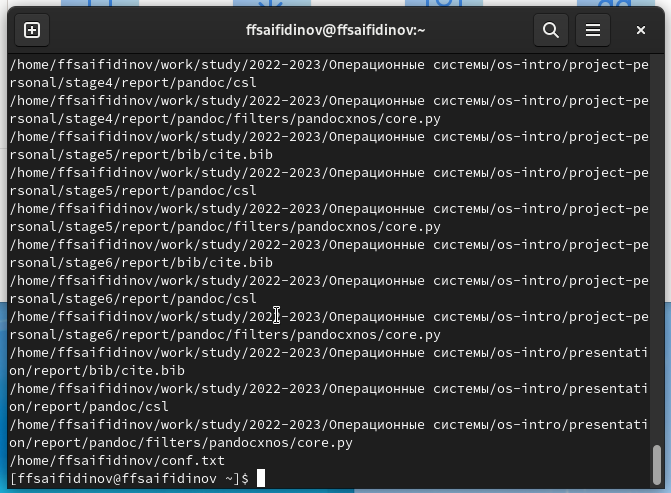 ffsaifidinov@ffsaifidinov:~
/home/ffsaifidinov/work/study/2022-2023/Операционные системы/os-intro/project-pe
rsonal/stage4/report/pandoc/csl
/home/ffsaifidinov/work/study/2022-2023/Операционные системы/os-intro/project-pe
rsonal/stage4/report/pandoc/filters/pandocxnos/core.py
/home/ffsaifidinov/work/study/2022-2023/Операционные системы/os-intro/project-pe
rsonal/stage5/report/bib/cite.bib
/home/ffsaifidinov/work/study/2022-2023/Операционные системы/os-intro/project-pe
rsonal/stage5/report/pandoc/csl
/home/ffsaifidinov/work/study/2022-2023/Операционные системы/os-intro/project-pe
rsonal/stage5/report/pandoc/filters/pandocxnos/core.py
/home/ffsaifidinov/work/study/2022-2023/Операционные системы/os-intro/project-pe
rsonal/stage6/report/bib/cite.bib
/home/ffsaifidinov/work/study/2022-2023/Операционные системы/os-intro/project-pe
rsonal/stage6/report/pandoc/csl
/home/ffsaifidinov/work/study/2022-2023/Операционные системы/os-intro/project-pe
rsonal/stage6/report/pandoc/filters/pandocxnos/core.py
/home/ffsaifidinov/work/study/2022-2023/Операционные системы/os-intro/presentati
on/report/bib/cite.bib
/home/ffsaifidinov/work/study/2022-2023/Операционные системы/os-intro/presentati
on/report/pandoc/csl
/home/ffsaifidinov/work/study/2022-2023/Операционные системы/os-intro/presentati
on/report/pandoc/filters/pandocxnos/core.py
/home/ffsaifidinov/conf.txt
[ffsaifidinov@ffsaifidinov ~]$